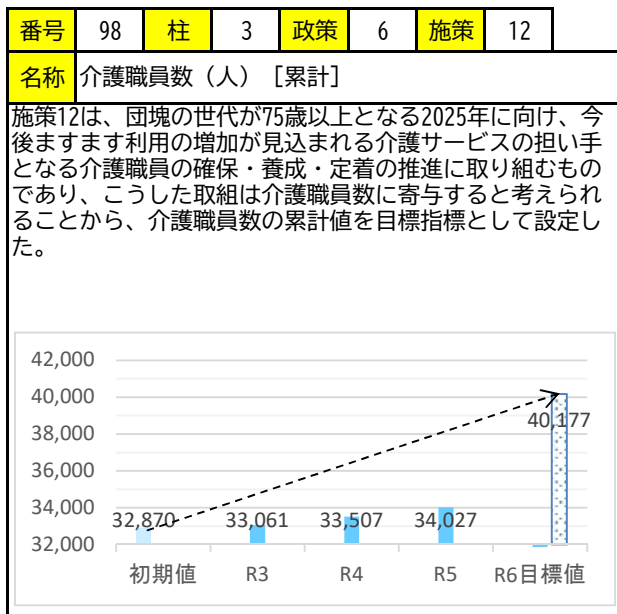 番号 98 柱 3 政策 6 施策 12
名称 介護職員数（人）［累計］
施策12は、団塊の世代が75歳以上となる2025年に向け、今
後ますます利用の増加が見込まれる介護サービスの担い手
となる介護職員の確保・養成・定着の推進に取り組むもの
であり、こうした取組は介護職員数に寄与すると考えられ
ることから、介護職員数の累計値を目標指標として設定し
た。
42,000
40,000
38,000
36,000
34,000
32,000
32,870 33,061 33,507 34,027 40,177
初期値 R3 R4 R5 R6目標値